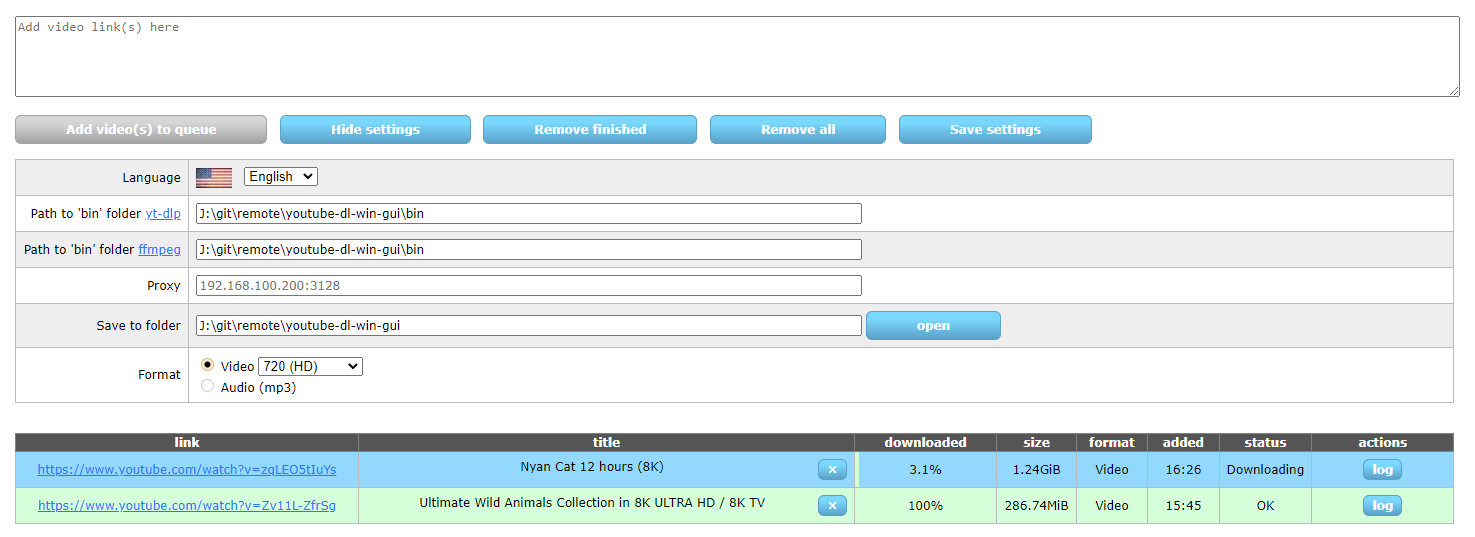 Add video link(s) here
Add video(s) to queue Hide settings Remove finished Remove all Save settings
Language English
Path to 'bin' folder yt-dlp J:\git\remote\youtube-dl-win-gui\bin
Path to 'bin' folder ffmpeg J:\git\remote\youtube-dl-win-gui\bin
Proxy 192.168.100.200:3128
Save to folder J:\git\remote\youtube-dl-win-gui open
Format Video 720 (HD)
Audio (mp3)
link title downloaded size format added status actions
https://www.youtube.com/watch?v=zqLEO5tIuYs Nyan Cat 12 hours (8K) × 3.1% 1.24GiB Video 16:26 Downloading log
https://www.youtube.com/watch?v=Zv11L-ZfrSg Ultimate Wild Animals Collection in 8K ULTRA HD / 8K TV × 100% 286.74MiB Video 15:45 OK log